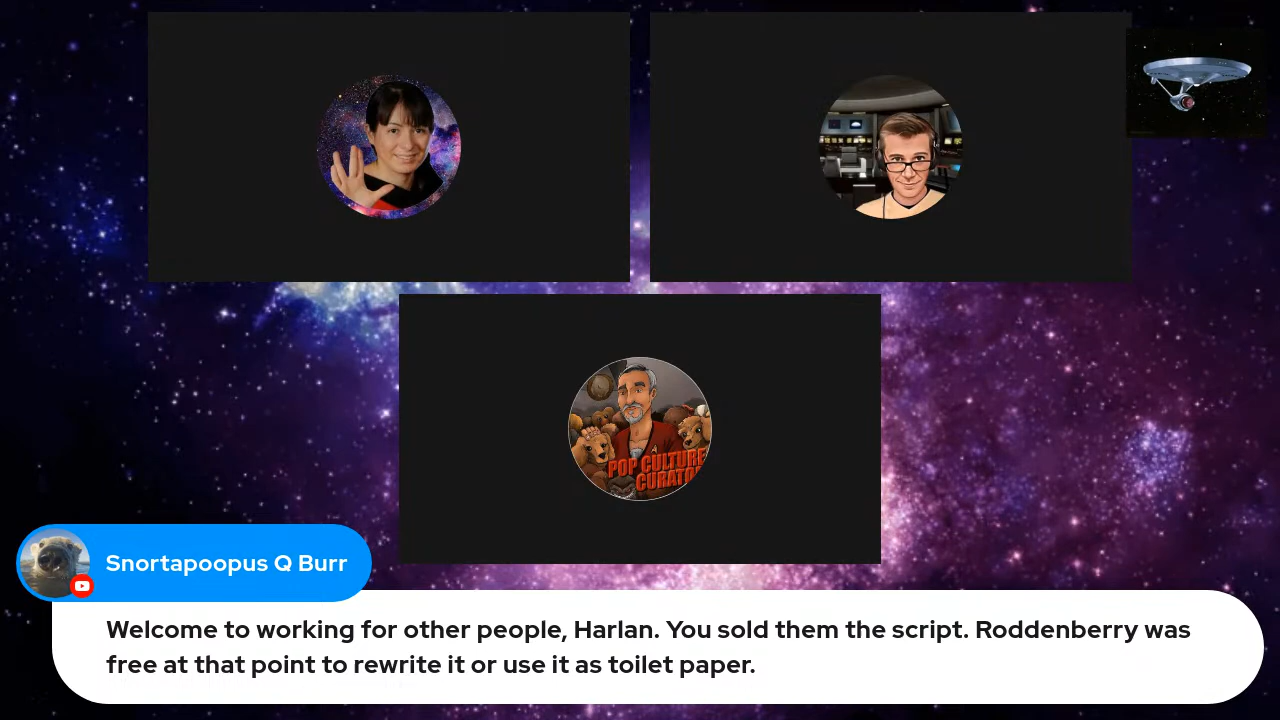 POP CULTURE
CURATO
Snortapoopus Q Burr
Welcome to working for other people, Harlan. You sold them the script. Roddenberry was
free at that point to rewrite it or use it as toilet paper.